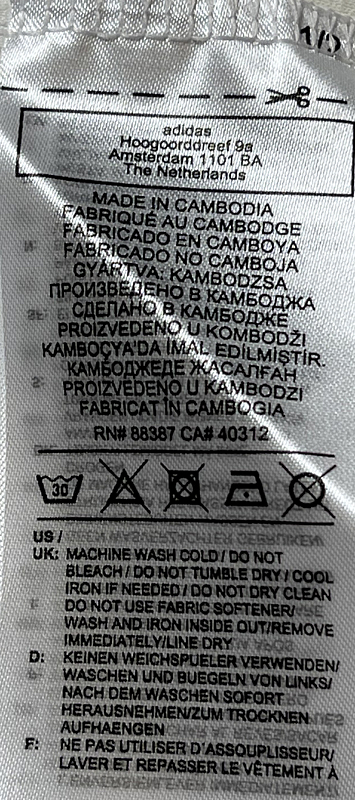 1/9
adidas
Hoogoorddreef 9a
Amsterdam 1101 BA
The Netherlands
MADE IN CAMBODIA
FABRIQUÉ AU CAMBODGE
FABRICADO EN CAMBOYA
FABRICADO NO CAMBOJA
GYÁRTVA: KAMBODZSA
ПРОИЗВЕДЕНО В КАМБОДЖА
СДЕЛАНО В КАМБОДЖЕ
PROIZVEDENO U KOMBODŽI
KAMBOÇYA'DA İMAL EDİLMİŞTİR.
КАМБОДЖЕДЕ ЖАСАЛҒАН
PROIZVEDENO U KAMBODZI
FABRICAT ÎN CAMBOGIA
RN# 88387 CA# 40312
30
US /
UK: MACHINE WASH COLD / DO NOT
BLEACH / DO NOT TUMBLE DRY / COOL
IRON IF NEEDED / DO NOT DRY CLEAN
DO NOT USE FABRIC SOFTENER/
WASH AND IRON INSIDE OUT/REMOVE
IMMEDIATELY/LINE DRY
D: KEINEN WEICHSPUELER VERWENDEN/
WASCHEN UND BUEGELN VON LINKS/
NACH DEM WASCHEN SOFORT
HERAUSNEHMEN/ZUM TROCKNEN
AUFHAENGEN
F: NE PAS UTILISER D'ASSOUPLISSEUR/
LAVER ET REPASSER LE VÊTEMENT À